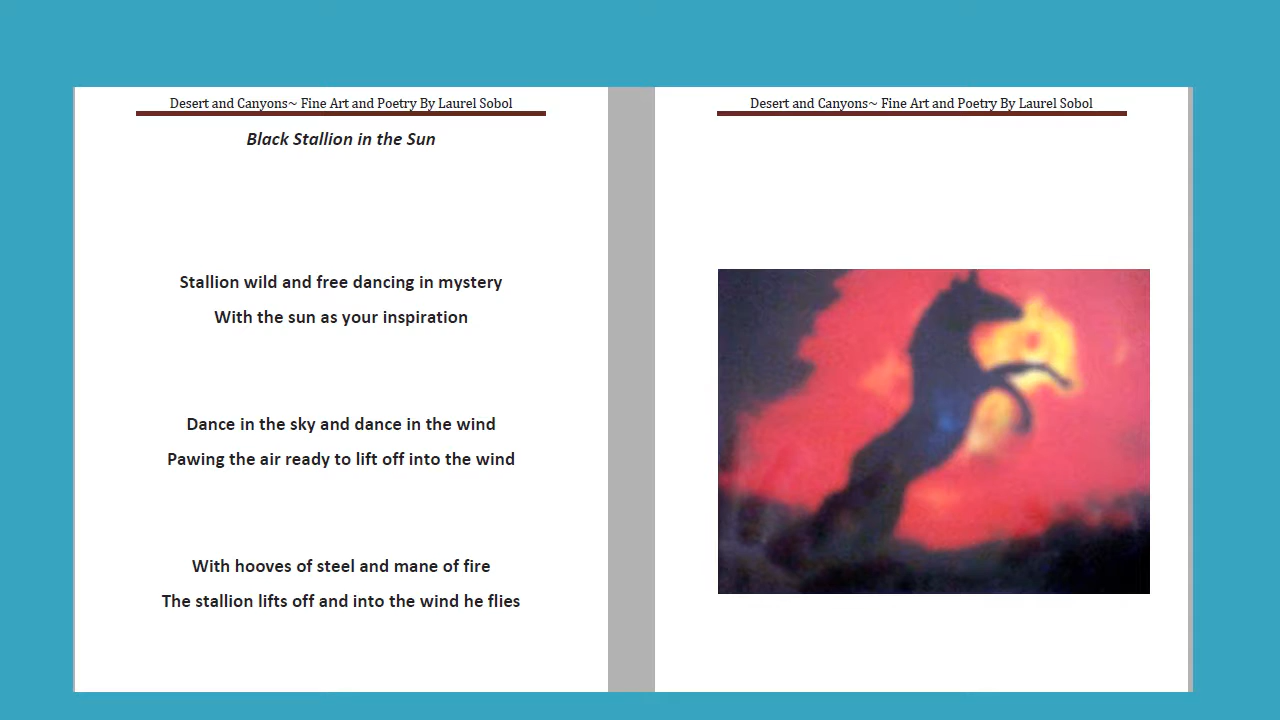 Desert and Canyons~ Fine Art and Poetry By Laurel Sobol
Black Stallion in the Sun
Stallion wild and free dancing in mystery
With the sun as your inspiration
Dance in the sky and dance in the wind
Pawing the air ready to lift off into the wind
With hooves of steel and mane of fire
The stallion lifts off and into the wind he flies
Desert and Canyons~ Fine Art and Poetry By Laurel Sobol